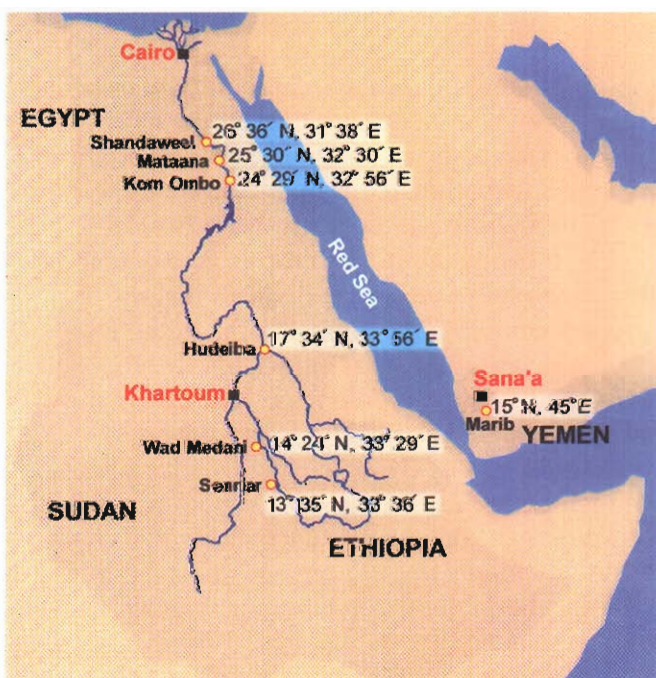 Cairo
EGYPT
Shandaweel 26° 36´ N, 31° 38´ E
Mataana 25° 30´ N, 32° 30´ E
Kom Ombo 24° 29´ N, 32° 56´ E
Red Sea
Hudeiba 17° 34´ N, 33° 56´ E
Khartoum
Sana'a
15° N, 45° E
Marib
YEMEN
Wad Medani 14° 24´ N, 33° 29´ E
Sennar
13° 35´ N, 33° 36´ E
SUDAN
ETHIOPIA